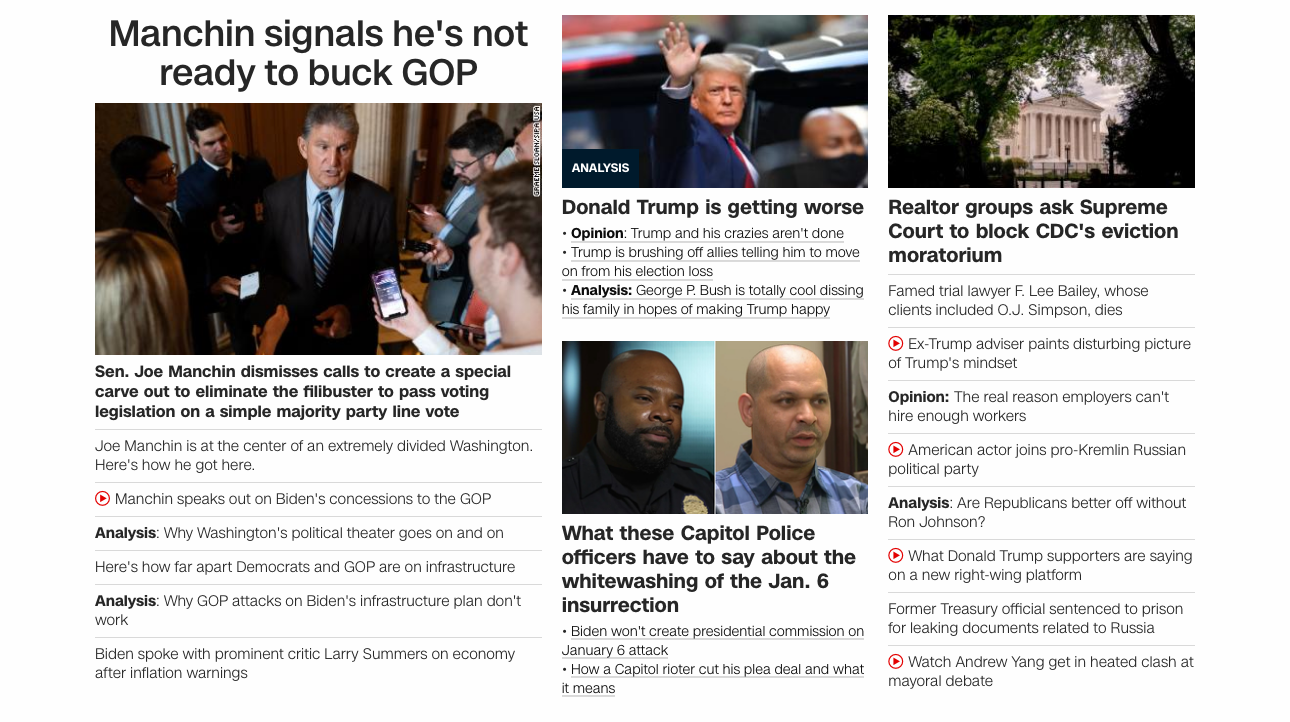 Manchin signals he's not
ready to buck GOP
GRAEME SLOAN/SIPA USA
Sen. Joe Manchin dismisses calls to create a special
carve out to eliminate the filibuster to pass voting
legislation on a simple majority party line vote
Joe Manchin is at the center of an extremely divided Washington.
Here's how he got here.
Manchin speaks out on Biden's concessions to the GOP
Analysis: Why Washington's political theater goes on and on
Here's how far apart Democrats and GOP are on infrastructure
Analysis: Why GOP attacks on Biden's infrastructure plan don't
work
Biden spoke with prominent critic Larry Summers on economy
after inflation warnings
ANALYSIS
Donald Trump is getting worse
• Opinion: Trump and his crazies aren't done
• Trump is brushing off allies telling him to move
on from his election loss
• Analysis: George P. Bush is totally cool dissing
his family in hopes of making Trump happy
What these Capitol Police
officers have to say about the
whitewashing of the Jan. 6
insurrection
• Biden won't create presidential commission on
January 6 attack
• How a Capitol rioter cut his plea deal and what
it means
Realtor groups ask Supreme
Court to block CDC's eviction
moratorium
Famed trial lawyer F. Lee Bailey, whose
clients included O.J. Simpson, dies
Ex-Trump adviser paints disturbing picture
of Trump's mindset
Opinion: The real reason employers can't
hire enough workers
American actor joins pro-Kremlin Russian
political party
Analysis: Are Republicans better off without
Ron Johnson?
What Donald Trump supporters are saying
on a new right-wing platform
Former Treasury official sentenced to prison
for leaking documents related to Russia
Watch Andrew Yang get in heated clash at
mayoral debate